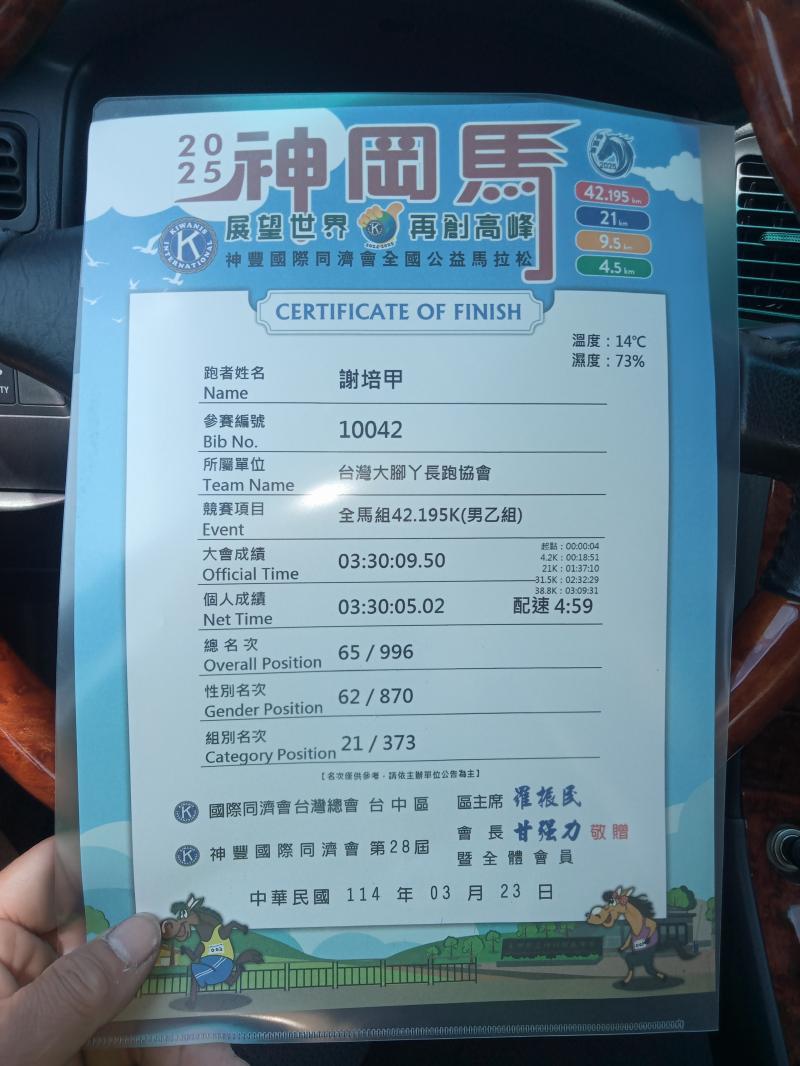 2025 神岡馬
2025
42.195 km
展望世界 再創高峰
21 km
KIWANIS INTERNATIONAL
K
神豐國際同濟會全國公益馬拉松
9.5 km
4.5 km
CERTIFICATE OF FINISH
溫度：14℃
濕度：73%
跑者姓名
Name
謝培甲
參賽編號
Bib No.
10042
所屬單位
Team Name
台灣大腳丫長跑協會
競賽項目
Event
全馬組42.195K(男乙組)
大會成績
Official Time
03:30:09.50
起點：00:00:04
4.2K：00:18:51
21K：01:37:10
31.5K：02:32:29
38.8K：03:09:31
個人成績
Net Time
03:30:05.02
配速 4:59
總名次
Overall Position
65 / 996
性別名次
Gender Position
62 / 870
組別名次
Category Position
21 / 373
【名次僅供參考，請依主辦單位公告為主】
國際同濟會台灣總會 台中區 區主席 羅振民
神豐國際同濟會 第28屆 會長 甘強力 敬贈
暨全體會員
中華民國 114 年 03 月 23 日